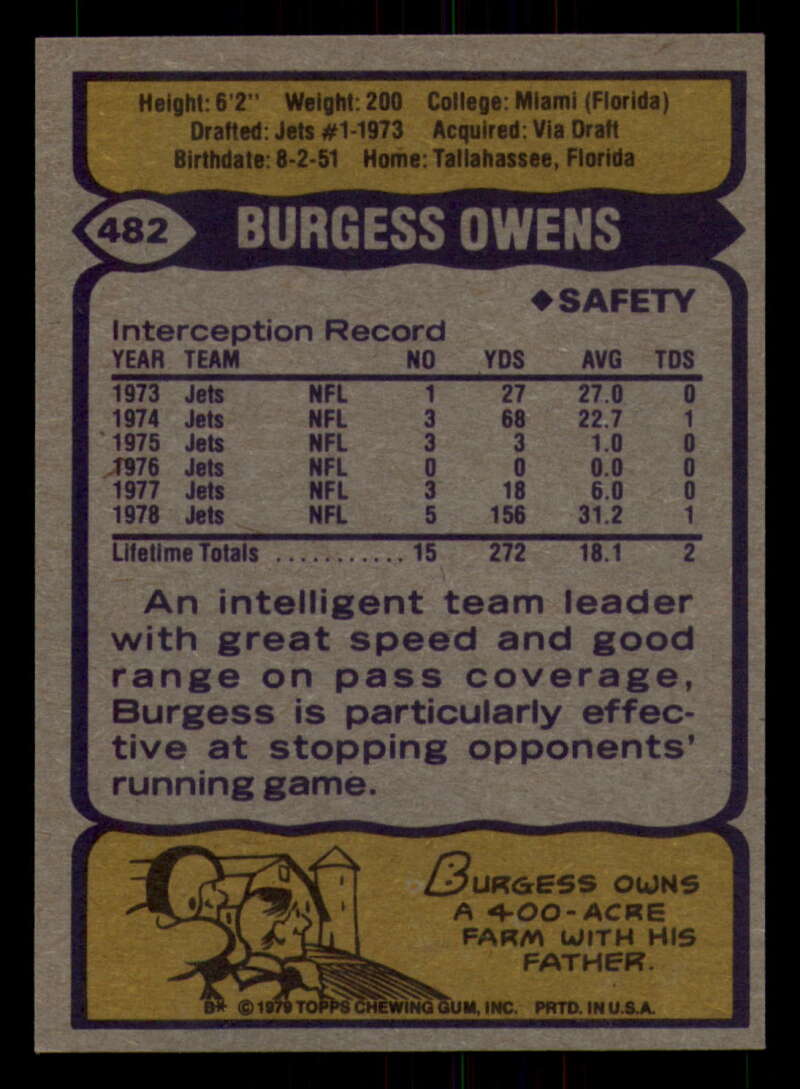 Height: 6'2" Weight: 200 College: Miami (Florida)
Drafted: Jets #1-1973 Acquired: Via Draft
Birthdate: 8-2-51 Home: Tallahassee, Florida
482 BURGESS OWENS
◆SAFETY
Interception Record
YEAR TEAM NO YDS AVG TDS
1973 Jets NFL 1 27 27.0 0
1974 Jets NFL 3 68 22.7 1
1975 Jets NFL 3 3 1.0 0
1976 Jets NFL 0 0 0.0 0
1977 Jets NFL 3 18 6.0 0
1978 Jets NFL 5 156 31.2 1
Lifetime Totals ........... 15 272 18.1 2
An intelligent team leader
with great speed and good
range on pass coverage,
Burgess is particularly effec-
tive at stopping opponents'
running game.
BURGESS OWNS
A 400-ACRE
FARM WITH HIS
FATHER.
B* © 1979 TOPPS CHEWING GUM, INC. PRTD. IN U.S.A.